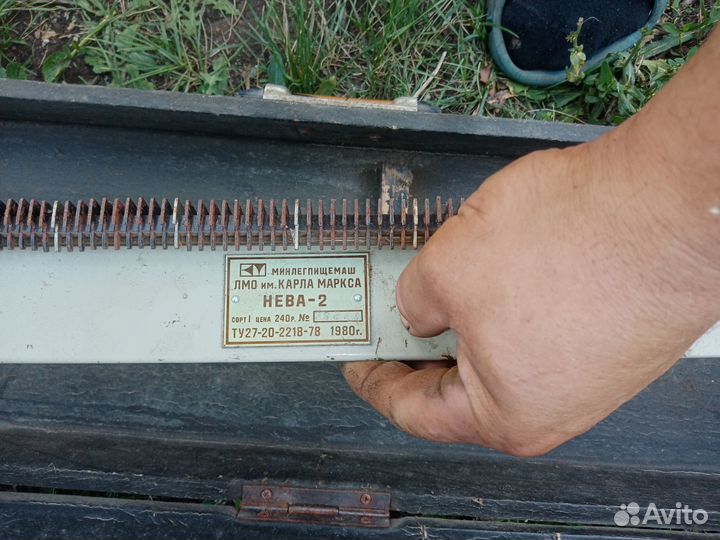 МИНЛЕГПИЩЕМАШ
ЛМО им. КАРЛА МАРКСА
НЕВА-2
СОРТ I ЦЕНА 240р. №
ТУ27-20-2218-78 1980г.
Avito